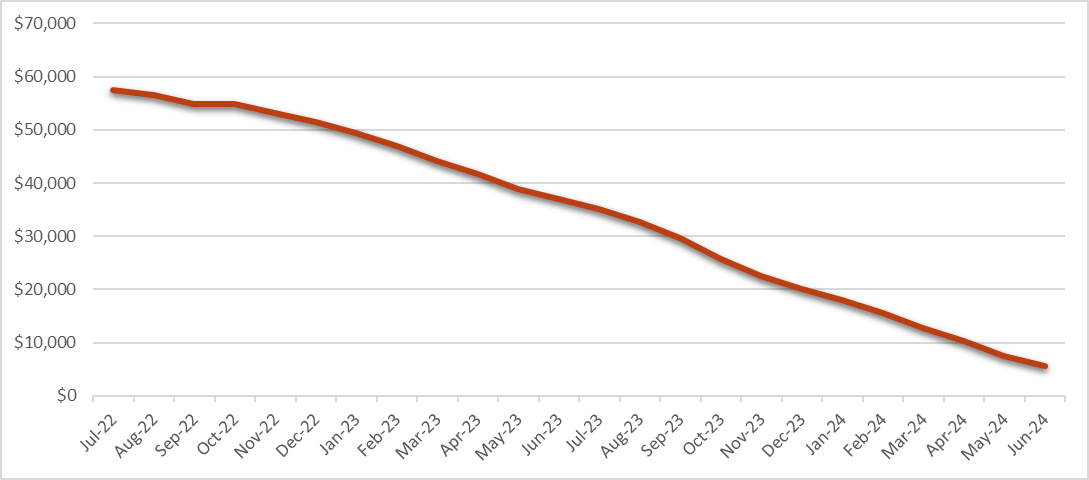 $70,000
$60,000
$50,000
$40,000
$30,000
$20,000
$10,000
$0
Jul-22
Aug-22
Sep-22
Oct-22
Nov-22
Dec-22
Jan-23
Feb-23
Mar-23
Apr-23
May-23
Jun-23
Jul-23
Aug-23
Sep-23
Oct-23
Nov-23
Dec-23
Jan-24
Feb-24
Mar-24
Apr-24
May-24
Jun-24